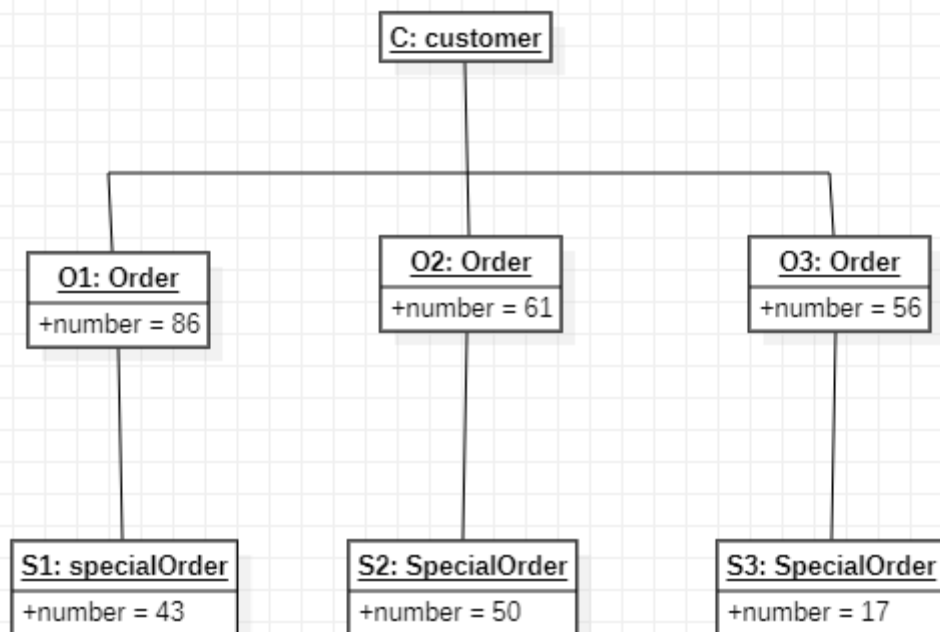 C: customer
O1: Order
+number = 86
O2: Order
+number = 61
O3: Order
+number = 56
S1: specialOrder
+number = 43
S2: SpecialOrder
+number = 50
S3: SpecialOrder
+number = 17